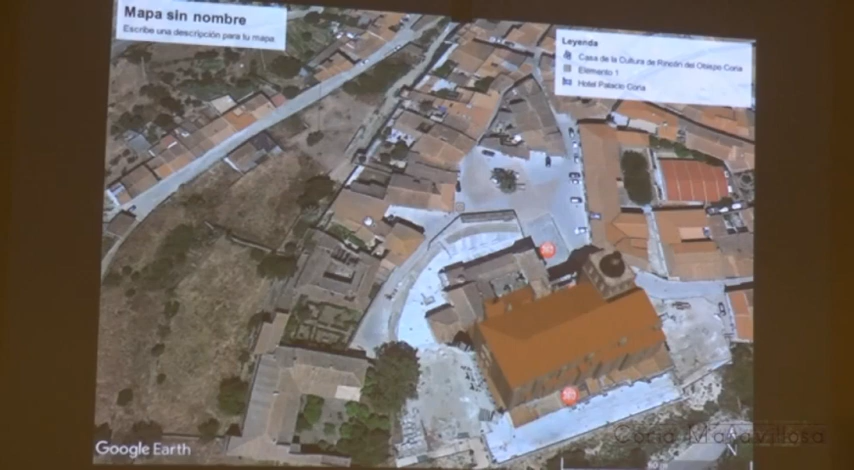 Mapa sin nombre
Escribe una descripción para tu mapa
Leyenda
Casa de la Cultura de Rincón del Obispo Coria
Elemento 1
Hotel Palacio Coria
Google Earth
Coria Maravillosa
N